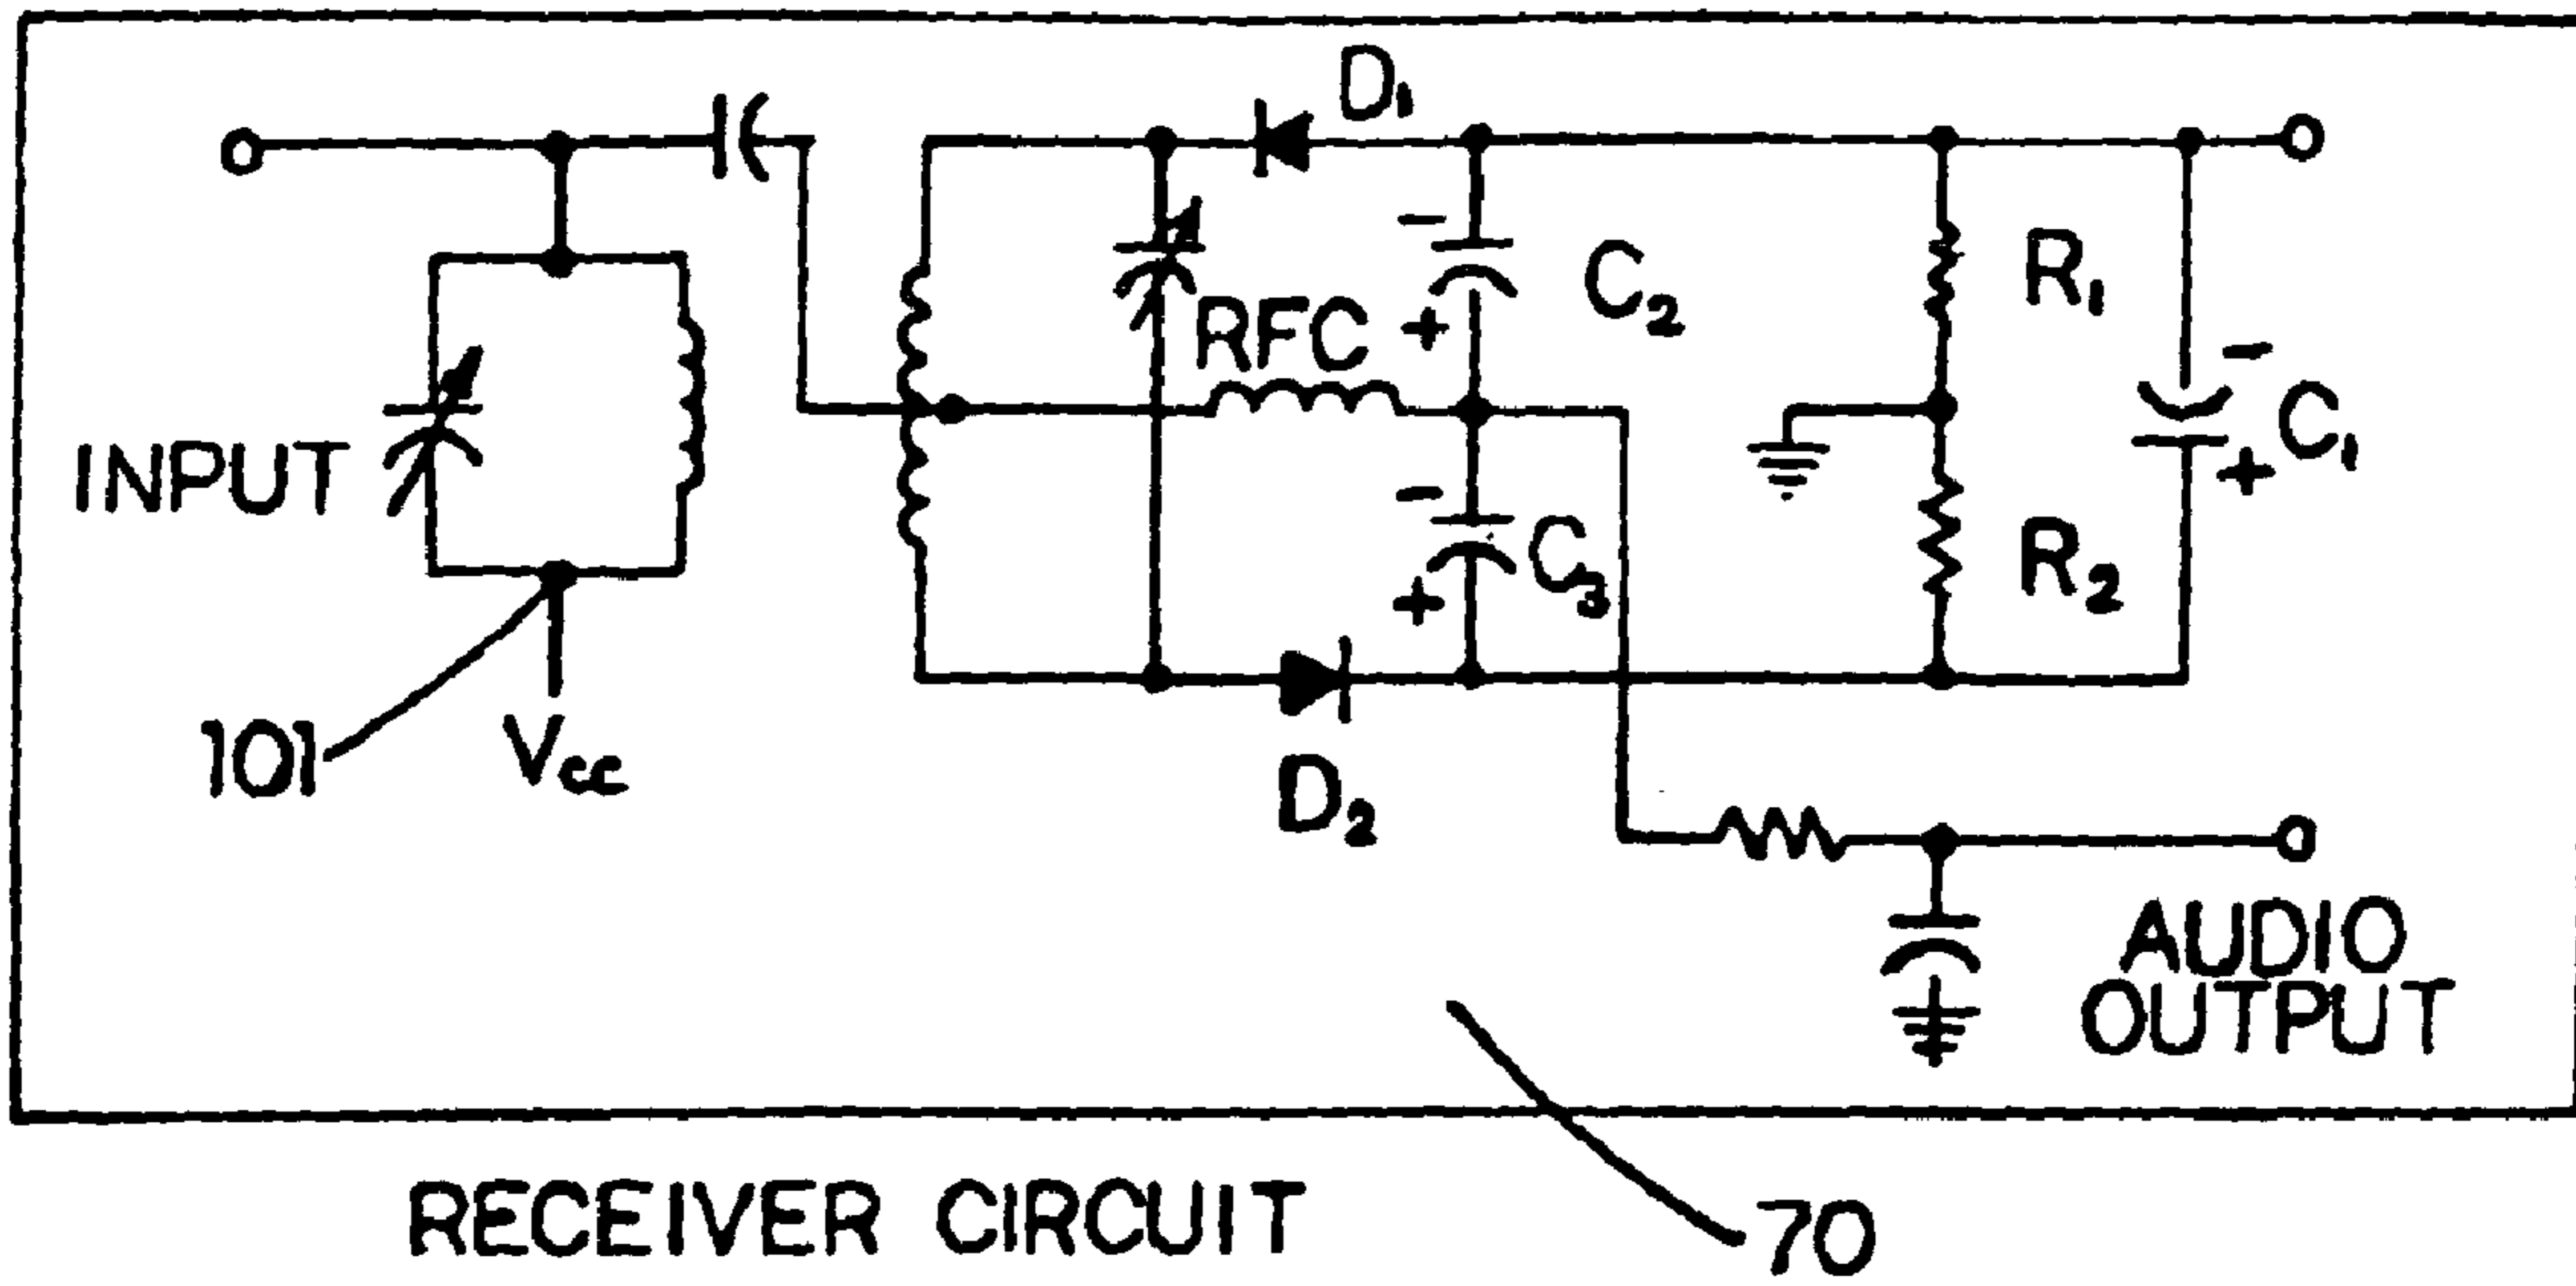 D₁
C₂
R₁
RFC
INPUT
C₁
C₃
R₂
101
Vcc
D₂
AUDIO
OUTPUT
RECEIVER CIRCUIT
70